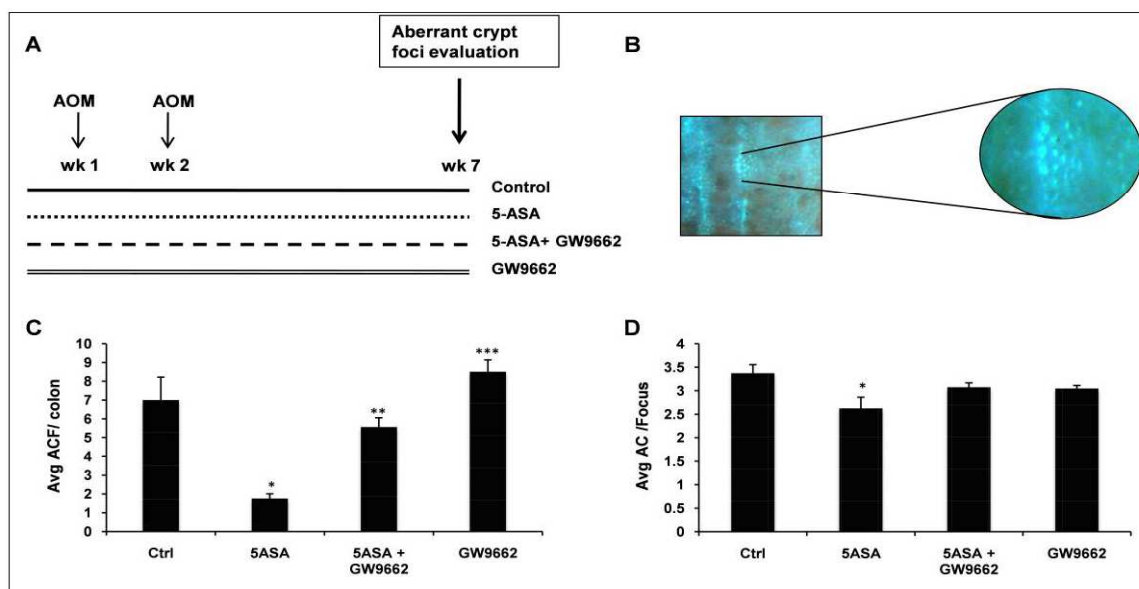 A
Aberrant crypt
foci evaluation
AOM
AOM
wk 1
wk 2
wk 7
Control
5-ASA
5-ASA+ GW9662
GW9662
B
C
Avg ACF/ colon
10
9
8
7
6
5
4
3
2
1
0
*
**
***
Ctrl
5ASA
5ASA +
GW9662
GW9662
D
Avg AC /Focus
4
3.5
3
2.5
2
1.5
1
0.5
0
*
Ctrl
5ASA
5ASA +
GW9662
GW9662